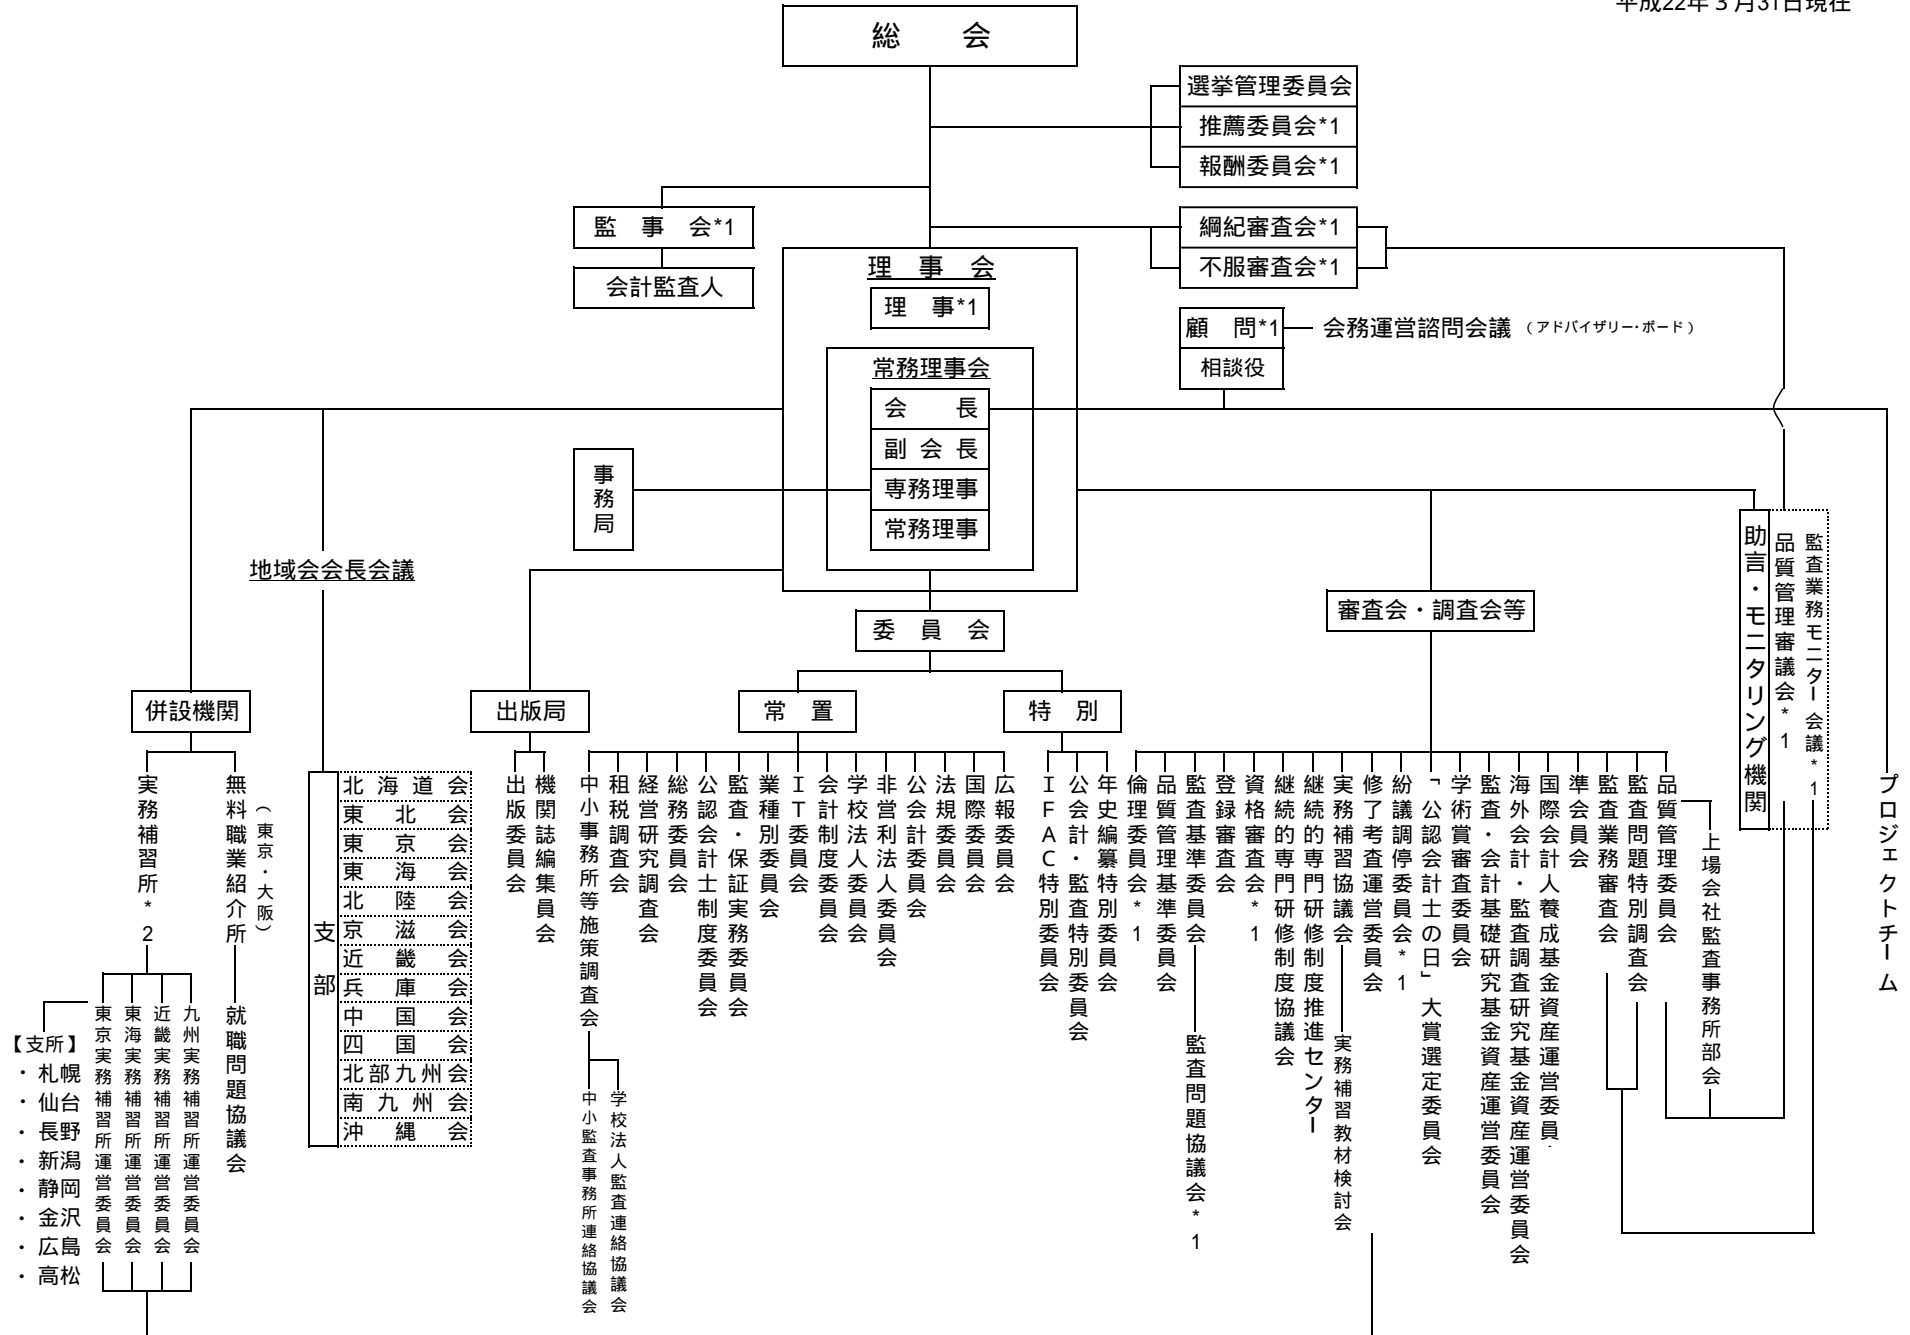 平成22年３月31日現在
総　会
選挙管理委員会
推薦委員会*1
報酬委員会*1
監　事　会*1
会計監査人
綱紀審査会*1
不服審査会*1
理　事　会
理　事*1
顧　問*1
会務運営諮問会議（アドバイザリー・ボード）
相談役
常務理事会
会　長
副 会 長
専務理事
常務理事
事務局
地域会会長会議
委　員　会
審査会・調査会等
助言・モニタリング機関
品質管理審議会*1
監査業務モニター会議*1
プロジェクトチーム
併設機関
出版局
常　置
特　別
実務補習所*2
無料職業紹介所
（東京・大阪）
就職問題協議会
東京実務補習所運営委員会
東海実務補習所運営委員会
近畿実務補習所運営委員会
九州実務補習所運営委員会
【支所】
・札幌
・仙台
・長野
・新潟
・静岡
・金沢
・広島
・高松
支部
北海道会
東北会
東京会
東海会
北陸会
京滋会
近畿会
兵庫会
中国会
四国会
北部九州会
南九州会
沖縄会
出版委員会
機関誌編集員会
中小事務所等施策調査会
中小監査事務所連絡協議会
学校法人監査連絡協議会
租税調査会
経営研究調査会
総務委員会
公認会計士制度委員会
監査・保証実務委員会
業種別委員会
ＩＴ委員会
会計制度委員会
学校法人委員会
非営利法人委員会
公会計委員会
法規委員会
国際委員会
広報委員会
ＩＦＡＣ特別委員会
公会計・監査特別委員会
年史編纂特別委員会
倫理委員会*1
品質管理基準委員会
監査基準委員会
監査問題協議会*1
登録審査会
資格審査会*1
継続的専門研修制度協議会
継続的専門研修制度推進センター
実務補習協議会
実務補習教材検討会
修了考査運営委員会
紛議調停委員会*1
「公認会計士の日」大賞選定委員会
学術賞審査委員会
監査・会計基礎研究基金資産運営委員会
海外会計・監査調査研究基金資産運営委員会
国際会計人養成基金資産運営委員
準会員会
監査業務審査会
監査問題特別調査会
品質管理委員会
上場会社監査事務所部会